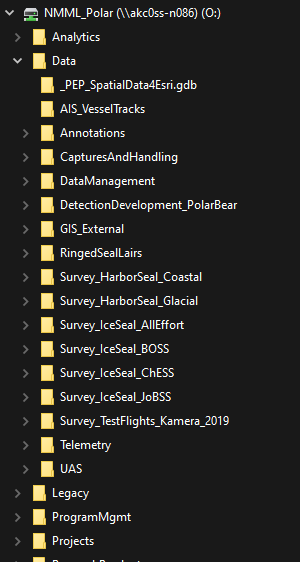 NMML_Polar (\\akc0ss-n086) (O:)
Analytics
Data
_PEP_SpatialData4Esri.gdb
AIS_VesselTracks
Annotations
CapturesAndHandling
DataManagement
DetectionDevelopment_PolarBear
GIS_External
RingedSealLairs
Survey_HarborSeal_Coastal
Survey_HarborSeal_Glacial
Survey_IceSeal_AllEffort
Survey_IceSeal_BOSS
Survey_IceSeal_ChESS
Survey_IceSeal_JoBSS
Survey_TestFlights_Kamera_2019
Telemetry
UAS
Legacy
ProgramMgmt
Projects